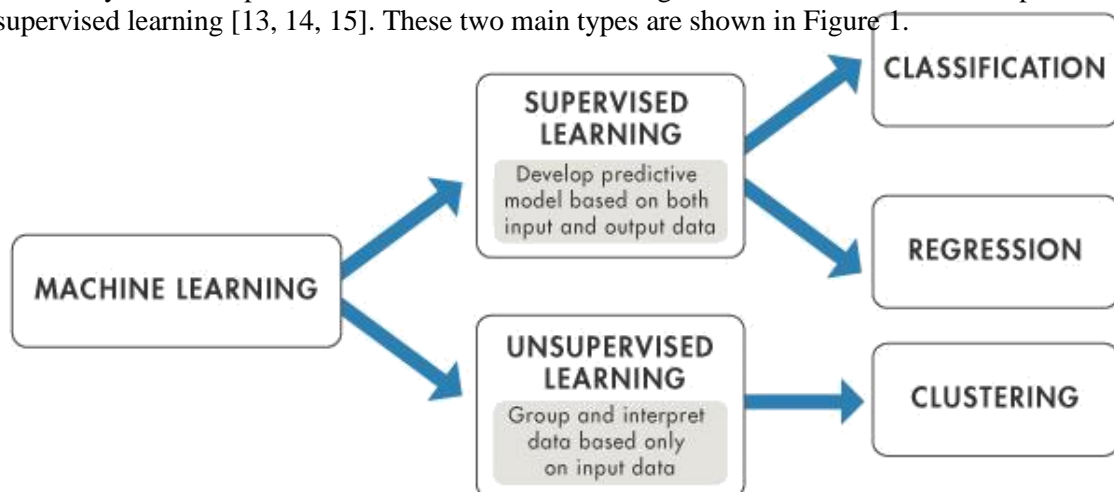 supervised learning [13, 14, 15]. These two main types are shown in Figure 1.
CLASSIFICATION
SUPERVISED
LEARNING
Develop predictive
model based on both
input and output data
REGRESSION
MACHINE LEARNING
UNSUPERVISED
LEARNING
Group and interpret
data based only
on input data
CLUSTERING